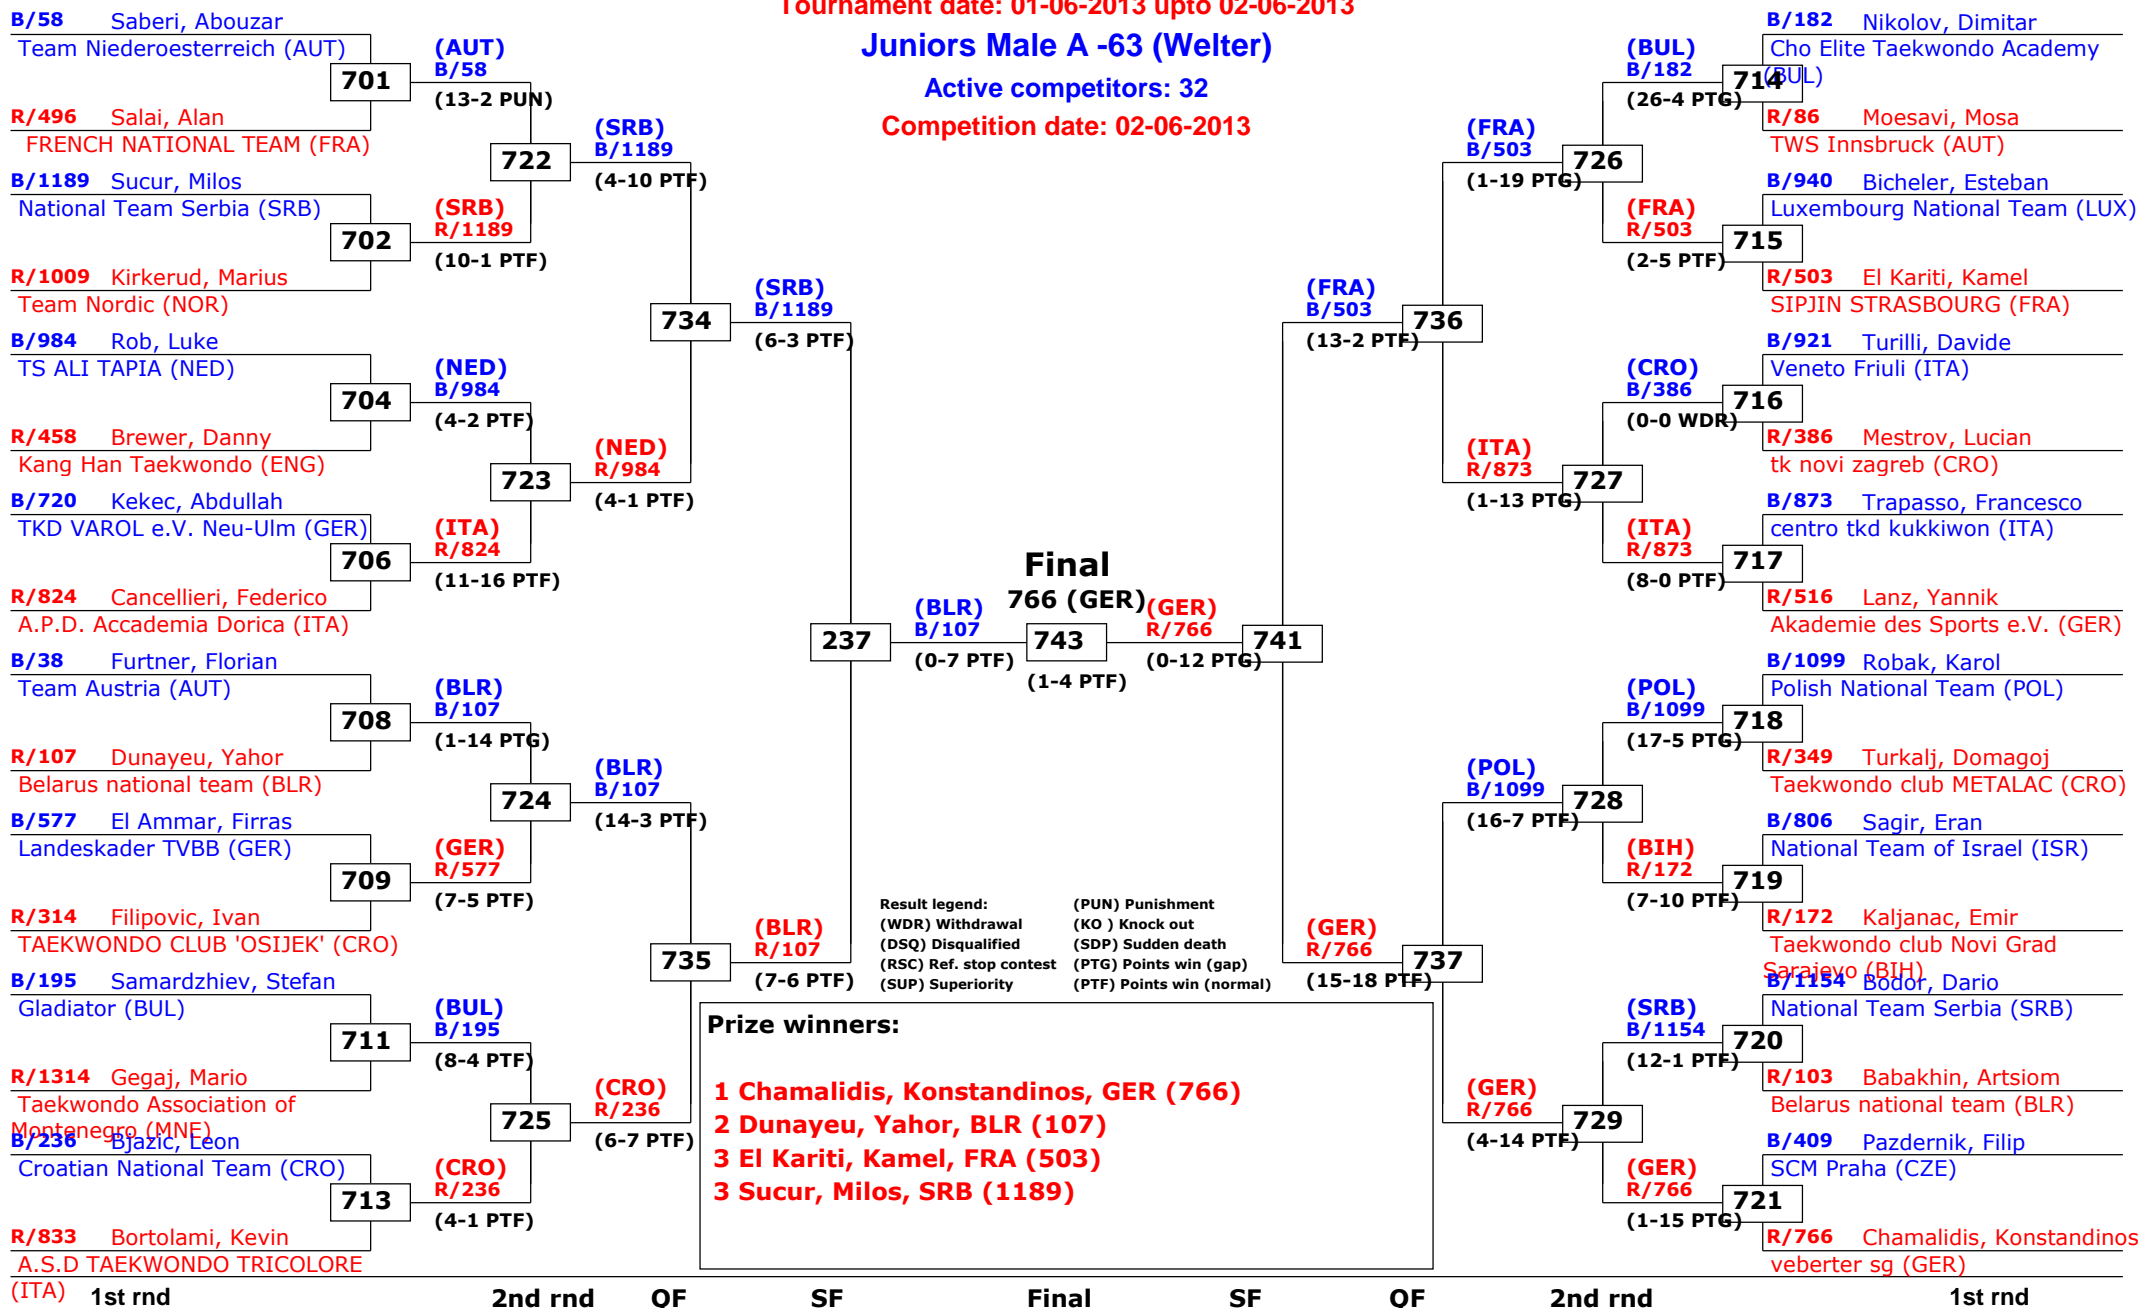 Tournament date: 01-06-2013 upto 02-06-2013
Juniors Male A -63 (Welter)
Active competitors: 32
Competition date: 02-06-2013
B/58 Saberi, Abouzar
Team Niederoesterreich (AUT)
701
R/496 Salai, Alan
FRENCH NATIONAL TEAM (FRA)
B/1189 Sucur, Milos
National Team Serbia (SRB)
702
R/1009 Kirkerud, Marius
Team Nordic (NOR)
B/984 Rob, Luke
TS ALI TAPIA (NED)
704
R/458 Brewer, Danny
Kang Han Taekwondo (ENG)
B/720 Kekec, Abdullah
TKD VAROL e.V. Neu-Ulm (GER)
706
R/824 Cancellieri, Federico
A.P.D. Accademia Dorica (ITA)
B/38 Furtner, Florian
Team Austria (AUT)
708
R/107 Dunayeu, Yahor
Belarus national team (BLR)
B/577 El Ammar, Firras
Landeskader TVBB (GER)
709
R/314 Filipovic, Ivan
TAEKWONDO CLUB 'OSIJEK' (CRO)
B/195 Samardzhiev, Stefan
Gladiator (BUL)
711
R/1314 Gegaj, Mario
Taekwondo Association of
Montenegro (MNE)
B/236 Bjazic, Leon
Croatian National Team (CRO)
713
R/833 Bortolami, Kevin
A.S.D TAEKWONDO TRICOLORE
(ITA)
(AUT)
B/58
(13-2 PUN)
722
(SRB)
R/1189
(10-1 PTF)
(NED)
B/984
(4-2 PTF)
723
(ITA)
R/824
(11-16 PTF)
(BLR)
B/107
(1-14 PTG)
724
(GER)
R/577
(7-5 PTF)
(BUL)
B/195
(8-4 PTF)
725
(CRO)
R/236
(4-1 PTF)
(SRB)
B/1189
(4-10 PTF)
734
(NED)
R/984
(4-1 PTF)
(BLR)
B/107
(14-3 PTF)
735
(CRO)
R/236
(6-7 PTF)
(SRB)
B/1189
(6-3 PTF)
237
(BLR)
R/107
(7-6 PTF)
(BLR)
B/107
(0-7 PTF)
Final
766 (GER)
743
(1-4 PTF)
(GER)
R/766
(0-12 PTG)
741
(FRA)
B/503
(13-2 PTF)
736
(GER)
R/766
(15-18 PTF)
737
(FRA)
B/503
(1-19 PTG)
726
(ITA)
R/873
(1-13 PTG)
727
(POL)
B/1099
(16-7 PTF)
728
(GER)
R/766
(4-14 PTF)
729
(BUL)
B/182
(26-4 PTG)
(FRA)
R/503
(2-5 PTF)
(CRO)
B/386
(0-0 WDR)
(ITA)
R/873
(8-0 PTF)
(POL)
B/1099
(17-5 PTG)
(BIH)
R/172
(7-10 PTF)
(SRB)
B/1154
(12-1 PTF)
(GER)
R/766
(1-15 PTG)
B/182 Nikolov, Dimitar
Cho Elite Taekwondo Academy
(BUL)
714
R/86 Moesavi, Mosa
TWS Innsbruck (AUT)
B/940 Bicheler, Esteban
Luxembourg National Team (LUX)
715
R/503 El Kariti, Kamel
SIPJIN STRASBOURG (FRA)
B/921 Turilli, Davide
Veneto Friuli (ITA)
716
R/386 Mestrov, Lucian
tk novi zagreb (CRO)
B/873 Trapasso, Francesco
centro tkd kukkiwon (ITA)
717
R/516 Lanz, Yannik
Akademie des Sports e.V. (GER)
B/1099 Robak, Karol
Polish National Team (POL)
718
R/349 Turkalj, Domagoj
Taekwondo club METALAC (CRO)
B/806 Sagir, Eran
National Team of Israel (ISR)
719
R/172 Kaljanac, Emir
Taekwondo club Novi Grad
Sarajevo (BIH)
B/1154 Bodor, Dario
National Team Serbia (SRB)
720
R/103 Babakhin, Artsiom
Belarus national team (BLR)
B/409 Pazdernik, Filip
SCM Praha (CZE)
721
R/766 Chamalidis, Konstandinos
veberter sg (GER)
Result legend: (PUN) Punishment
(WDR) Withdrawal (KO ) Knock out
(DSQ) Disqualified (SDP) Sudden death
(RSC) Ref. stop contest (PTG) Points win (gap)
(SUP) Superiority (PTF) Points win (normal)
Prize winners:
1 Chamalidis, Konstandinos, GER (766)
2 Dunayeu, Yahor, BLR (107)
3 El Kariti, Kamel, FRA (503)
3 Sucur, Milos, SRB (1189)
1st rnd 2nd rnd QF SF Final SF QF 2nd rnd 1st rnd